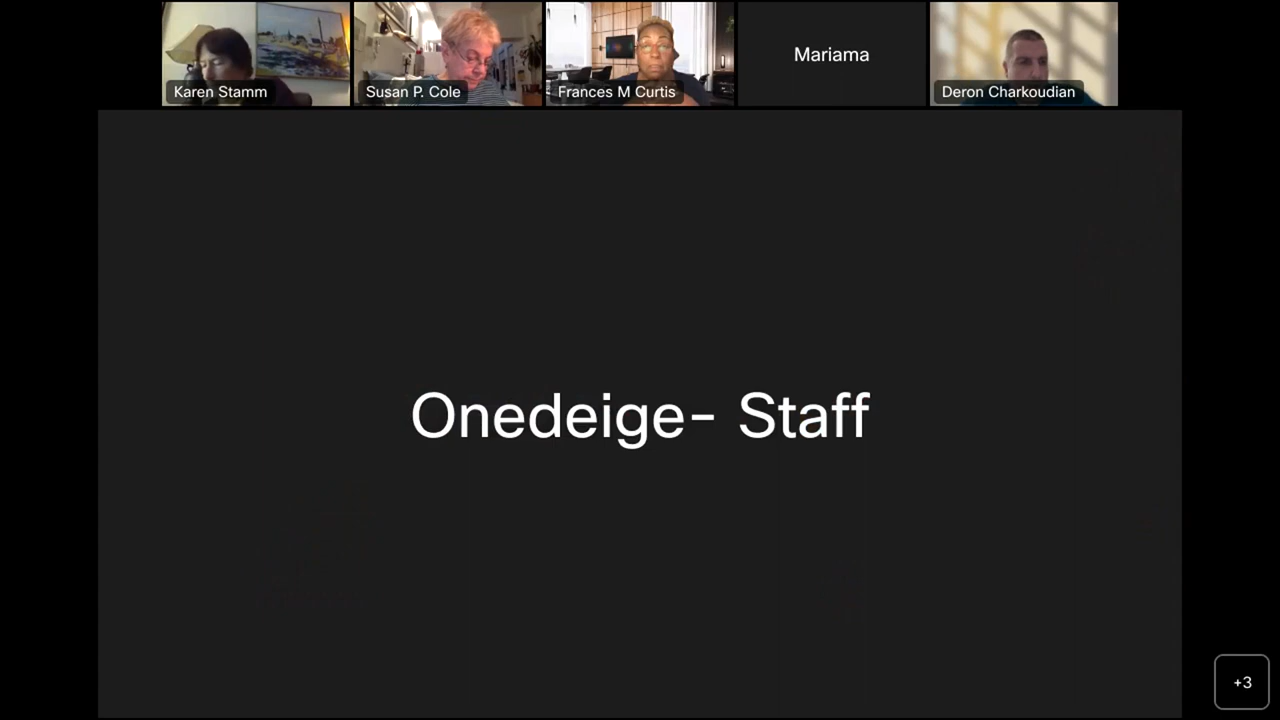 Karen Stamm
Susan P. Cole
Frances M Curtis
Mariama
Deron Charkoudian
Onedeige- Staff
+3